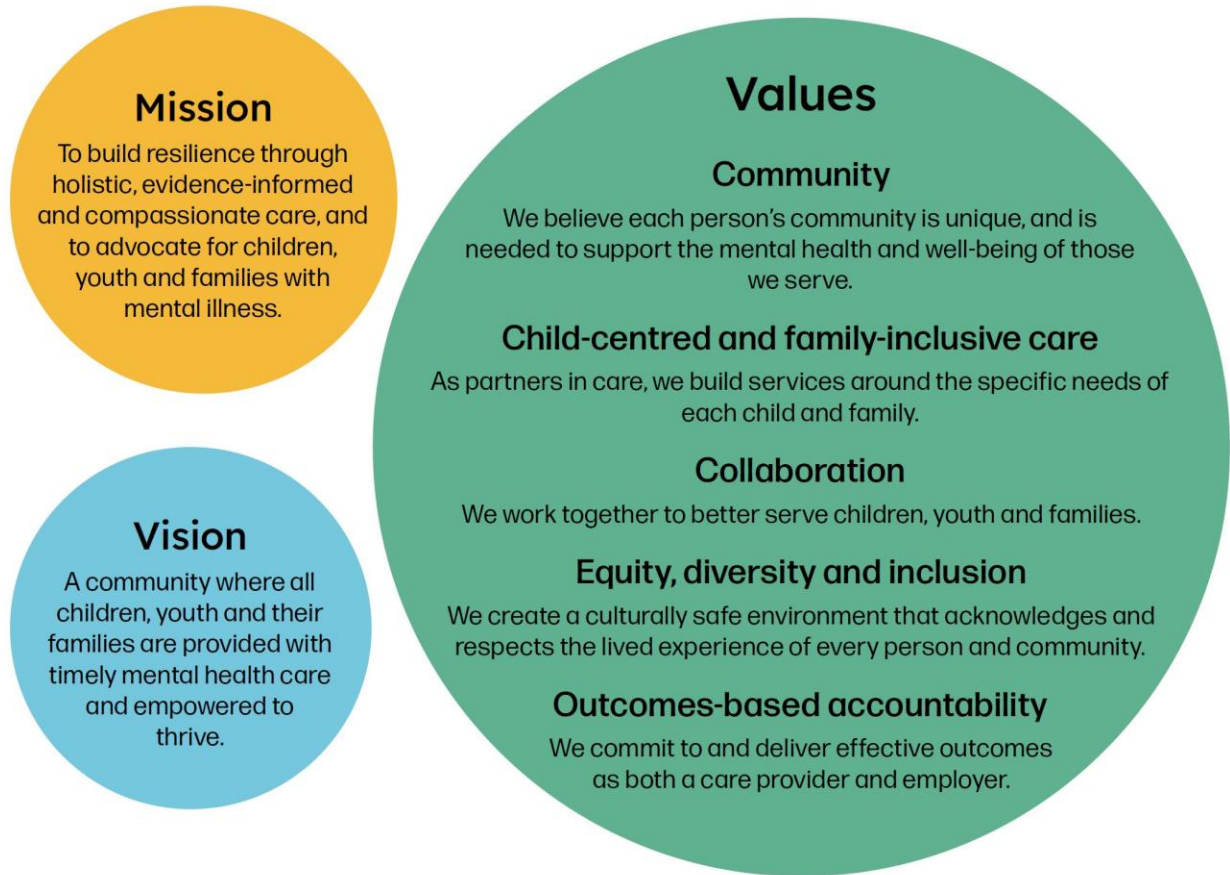 Mission
To build resilience through
holistic, evidence-informed
and compassionate care, and
to advocate for children,
youth and families with
mental illness.
Vision
A community where all
children, youth and their
families are provided with
timely mental health care
and empowered to
thrive.
Values
Community
We believe each person’s community is unique, and is
needed to support the mental health and well-being of those
we serve.
Child-centred and family-inclusive care
As partners in care, we build services around the specific needs of
each child and family.
Collaboration
We work together to better serve children, youth and families.
Equity, diversity and inclusion
We create a culturally safe environment that acknowledges and
respects the lived experience of every person and community.
Outcomes-based accountability
We commit to and deliver effective outcomes
as both a care provider and employer.